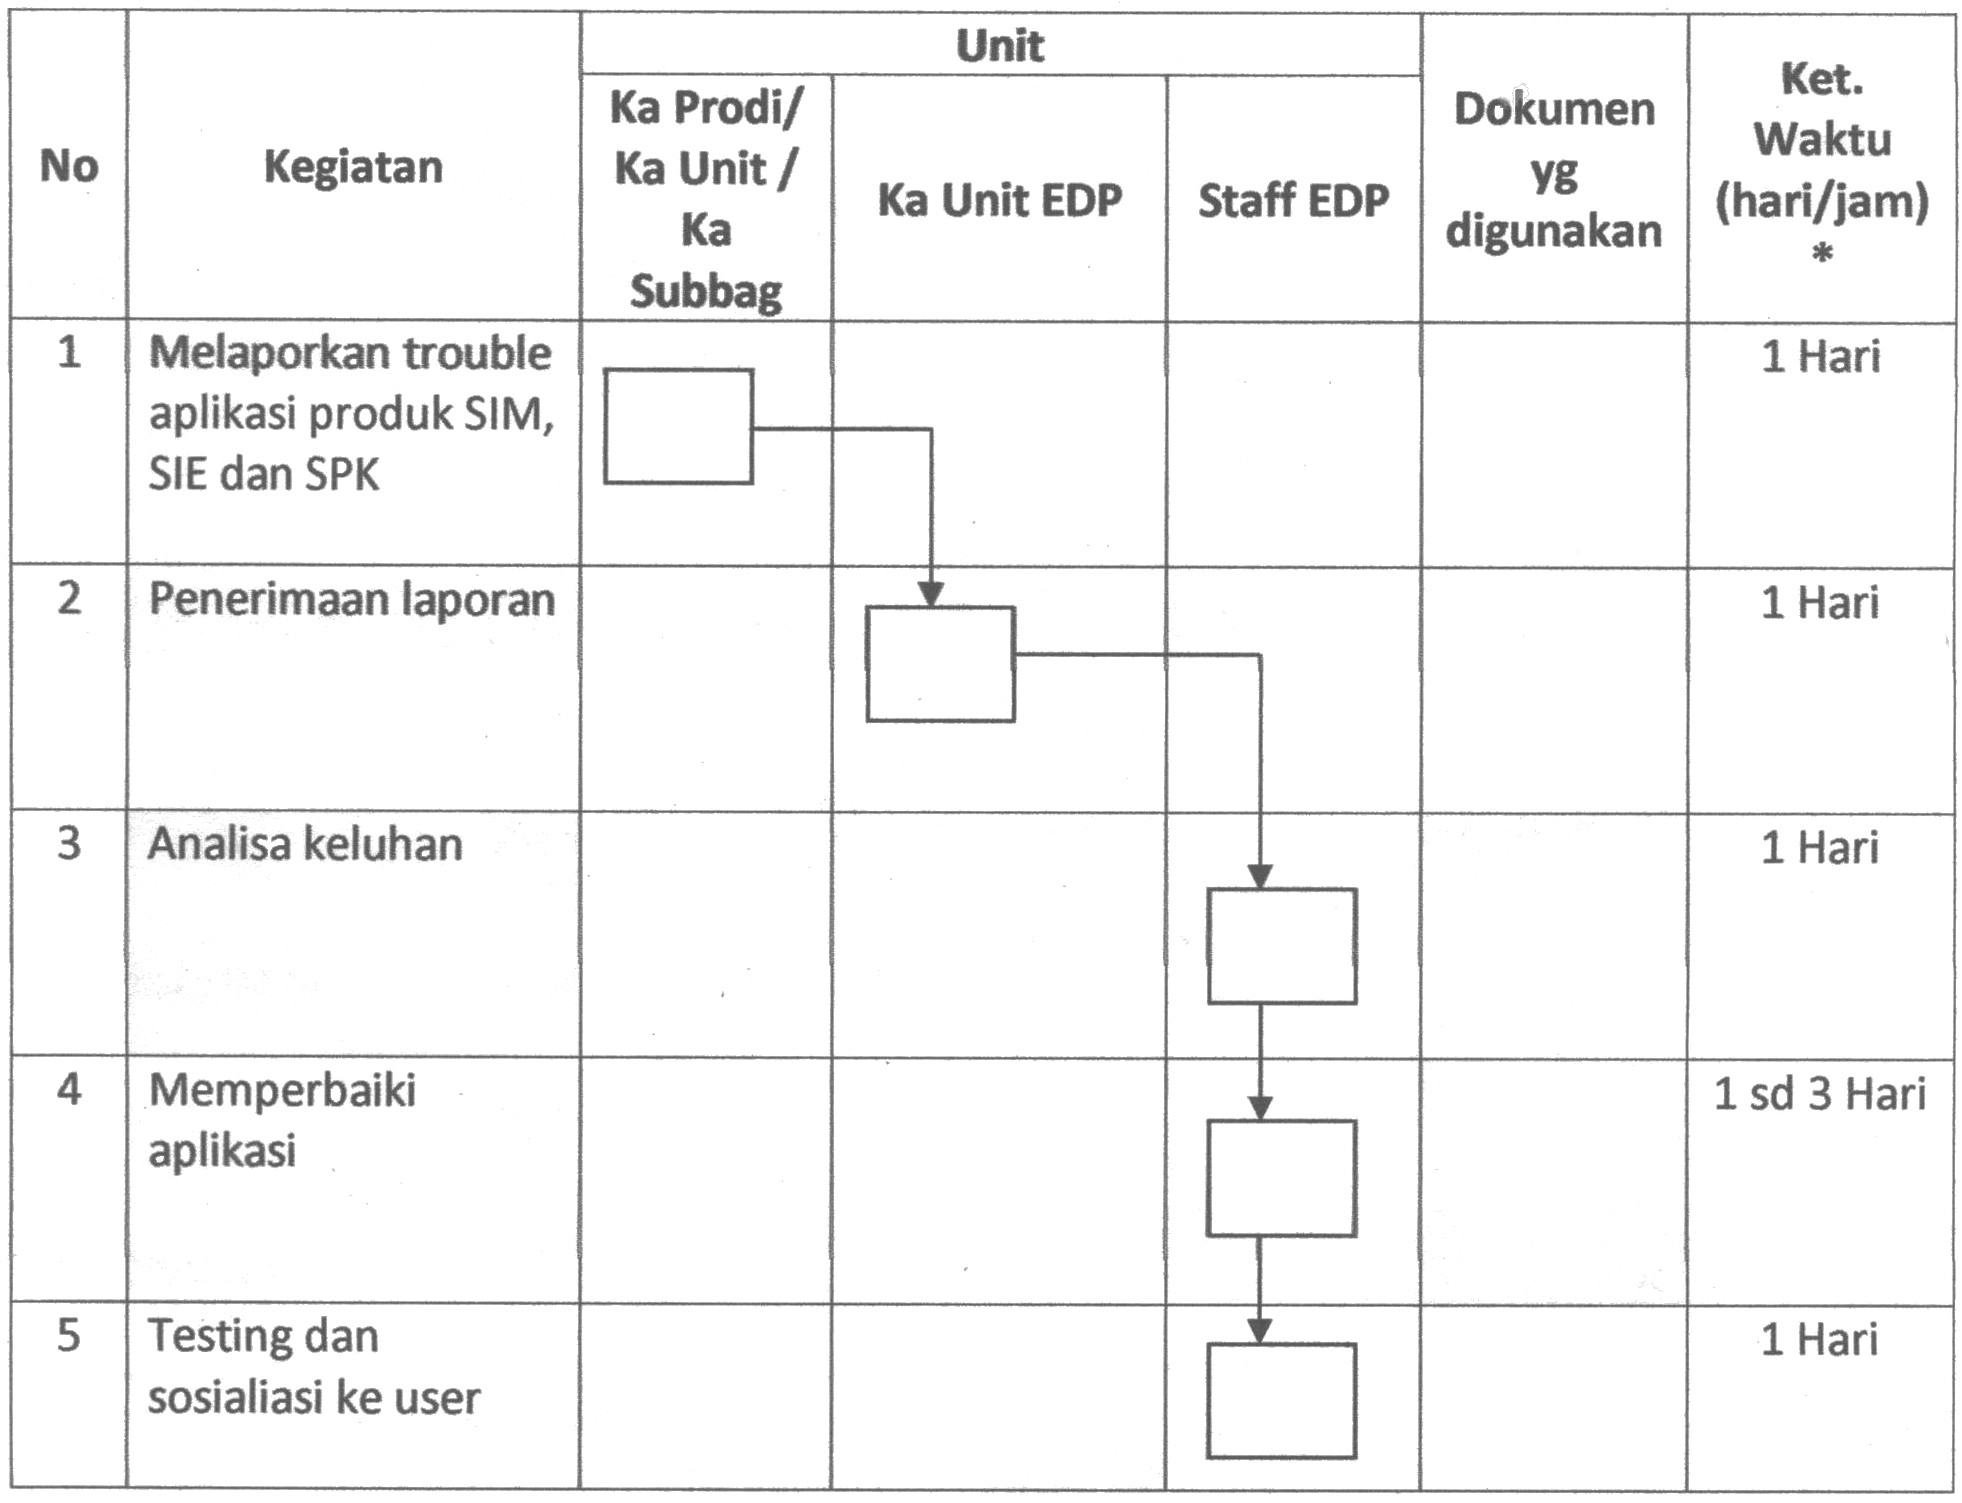 No
Kegiatan
Unit
Ka Prodi/
Ka Unit /
Ka
Subbag
Ka Unit EDP
Staff EDP
Dokumen
yg
digunakan
Ket.
Waktu
(hari/jam)
*
1
Melaporkan trouble
aplikasi produk SIM,
SIE dan SPK
1 Hari
2
Penerimaan laporan
1 Hari
3
Analisa keluhan
1 Hari
4
Memperbaiki
aplikasi
1 sd 3 Hari
5
Testing dan
sosialiasi ke user
1 Hari